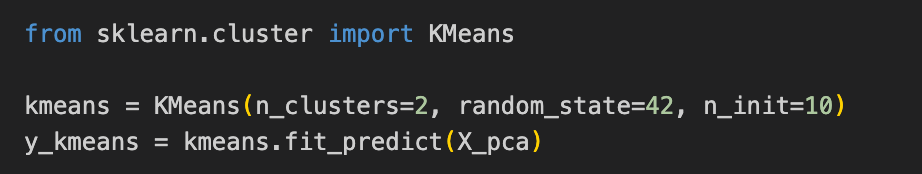 from sklearn.cluster import KMeans
kmeans = KMeans(n_clusters=2, random_state=42, n_init=10)
y_kmeans = kmeans.fit_predict(X_pca)